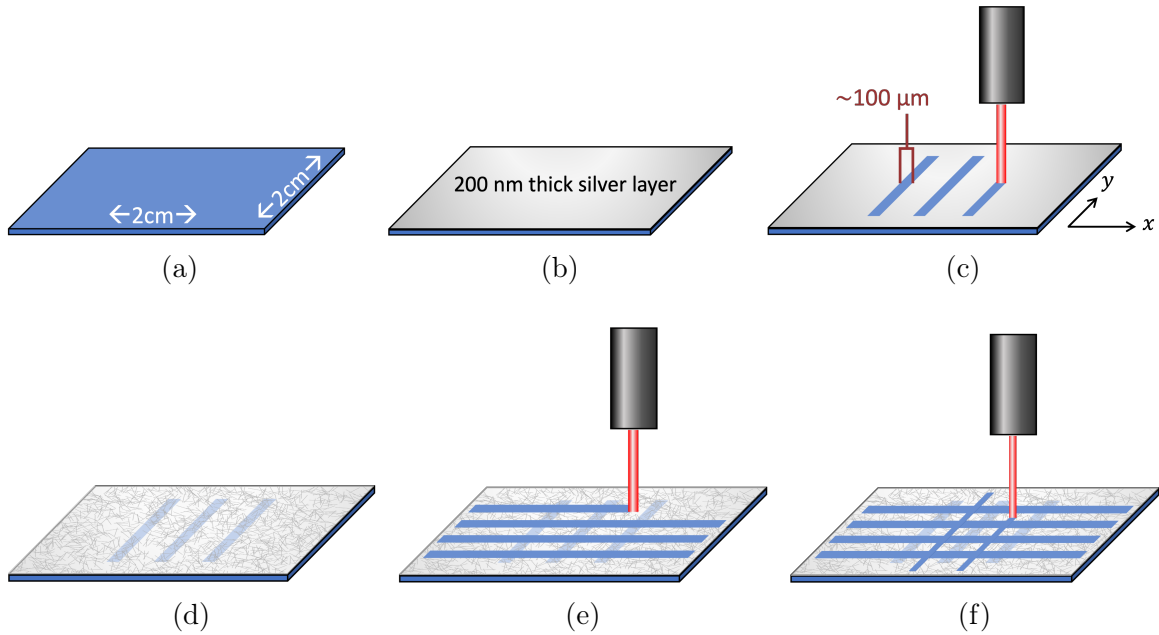 ←2cm→
←2cm→
(a)
200 nm thick silver layer
(b)
~100 μm
y
x
(c)
(d)
(e)
(f)